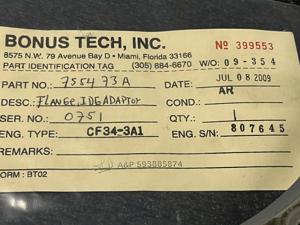 BONUS TECH, INC. Nº 399553
8575 N.W. 79 Avenue Bay D • Miami, Florida 33166
PART IDENTIFICATION TAG (305) 884-6670 W/O: 09-354
PART NO.: 755473A DATE: JUL 08 2009
DESC.: FLANGE, IDG ADAPTOR COND.: AR
SER. NO.: 0751 QTY.: 1
ENG. TYPE: CF34-3A1 ENG. S/N: 807645
REMARKS:
A&P 593885874
FORM: BT02